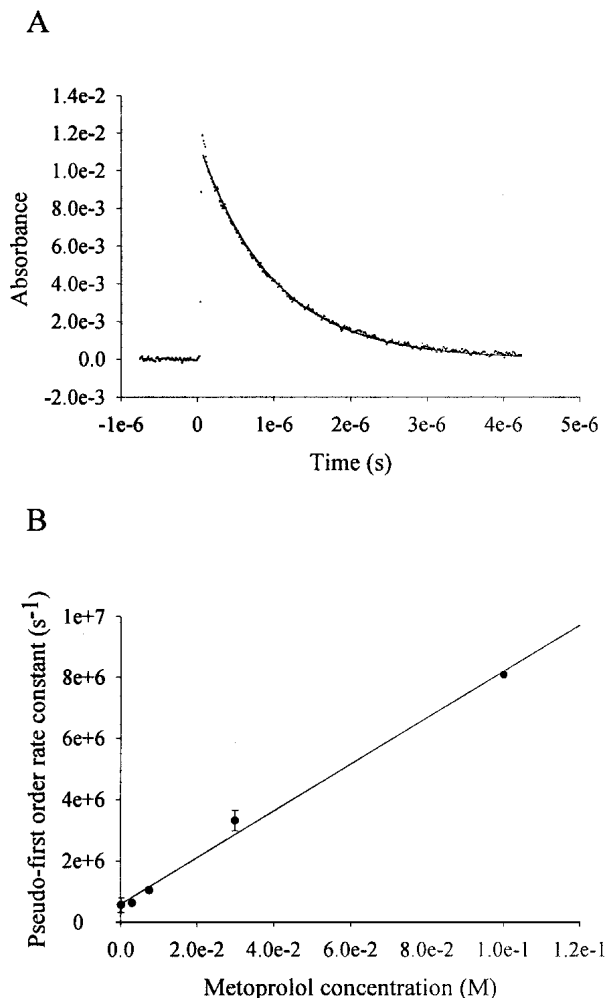 A
1.4e-2
1.2e-2
1.0e-2
8.0e-3
6.0e-3
4.0e-3
2.0e-3
0.0
-2.0e-3
Absorbance
-1e-6 0 1e-6 2e-6 3e-6 4e-6 5e-6
Time (s)
B
1e+7
8e+6
6e+6
4e+6
2e+6
0
Pseudo-first order rate constant (s-1)
0.0 2.0e-2 4.0e-2 6.0e-2 8.0e-2 1.0e-1 1.2e-1
Metoprolol concentration (M)